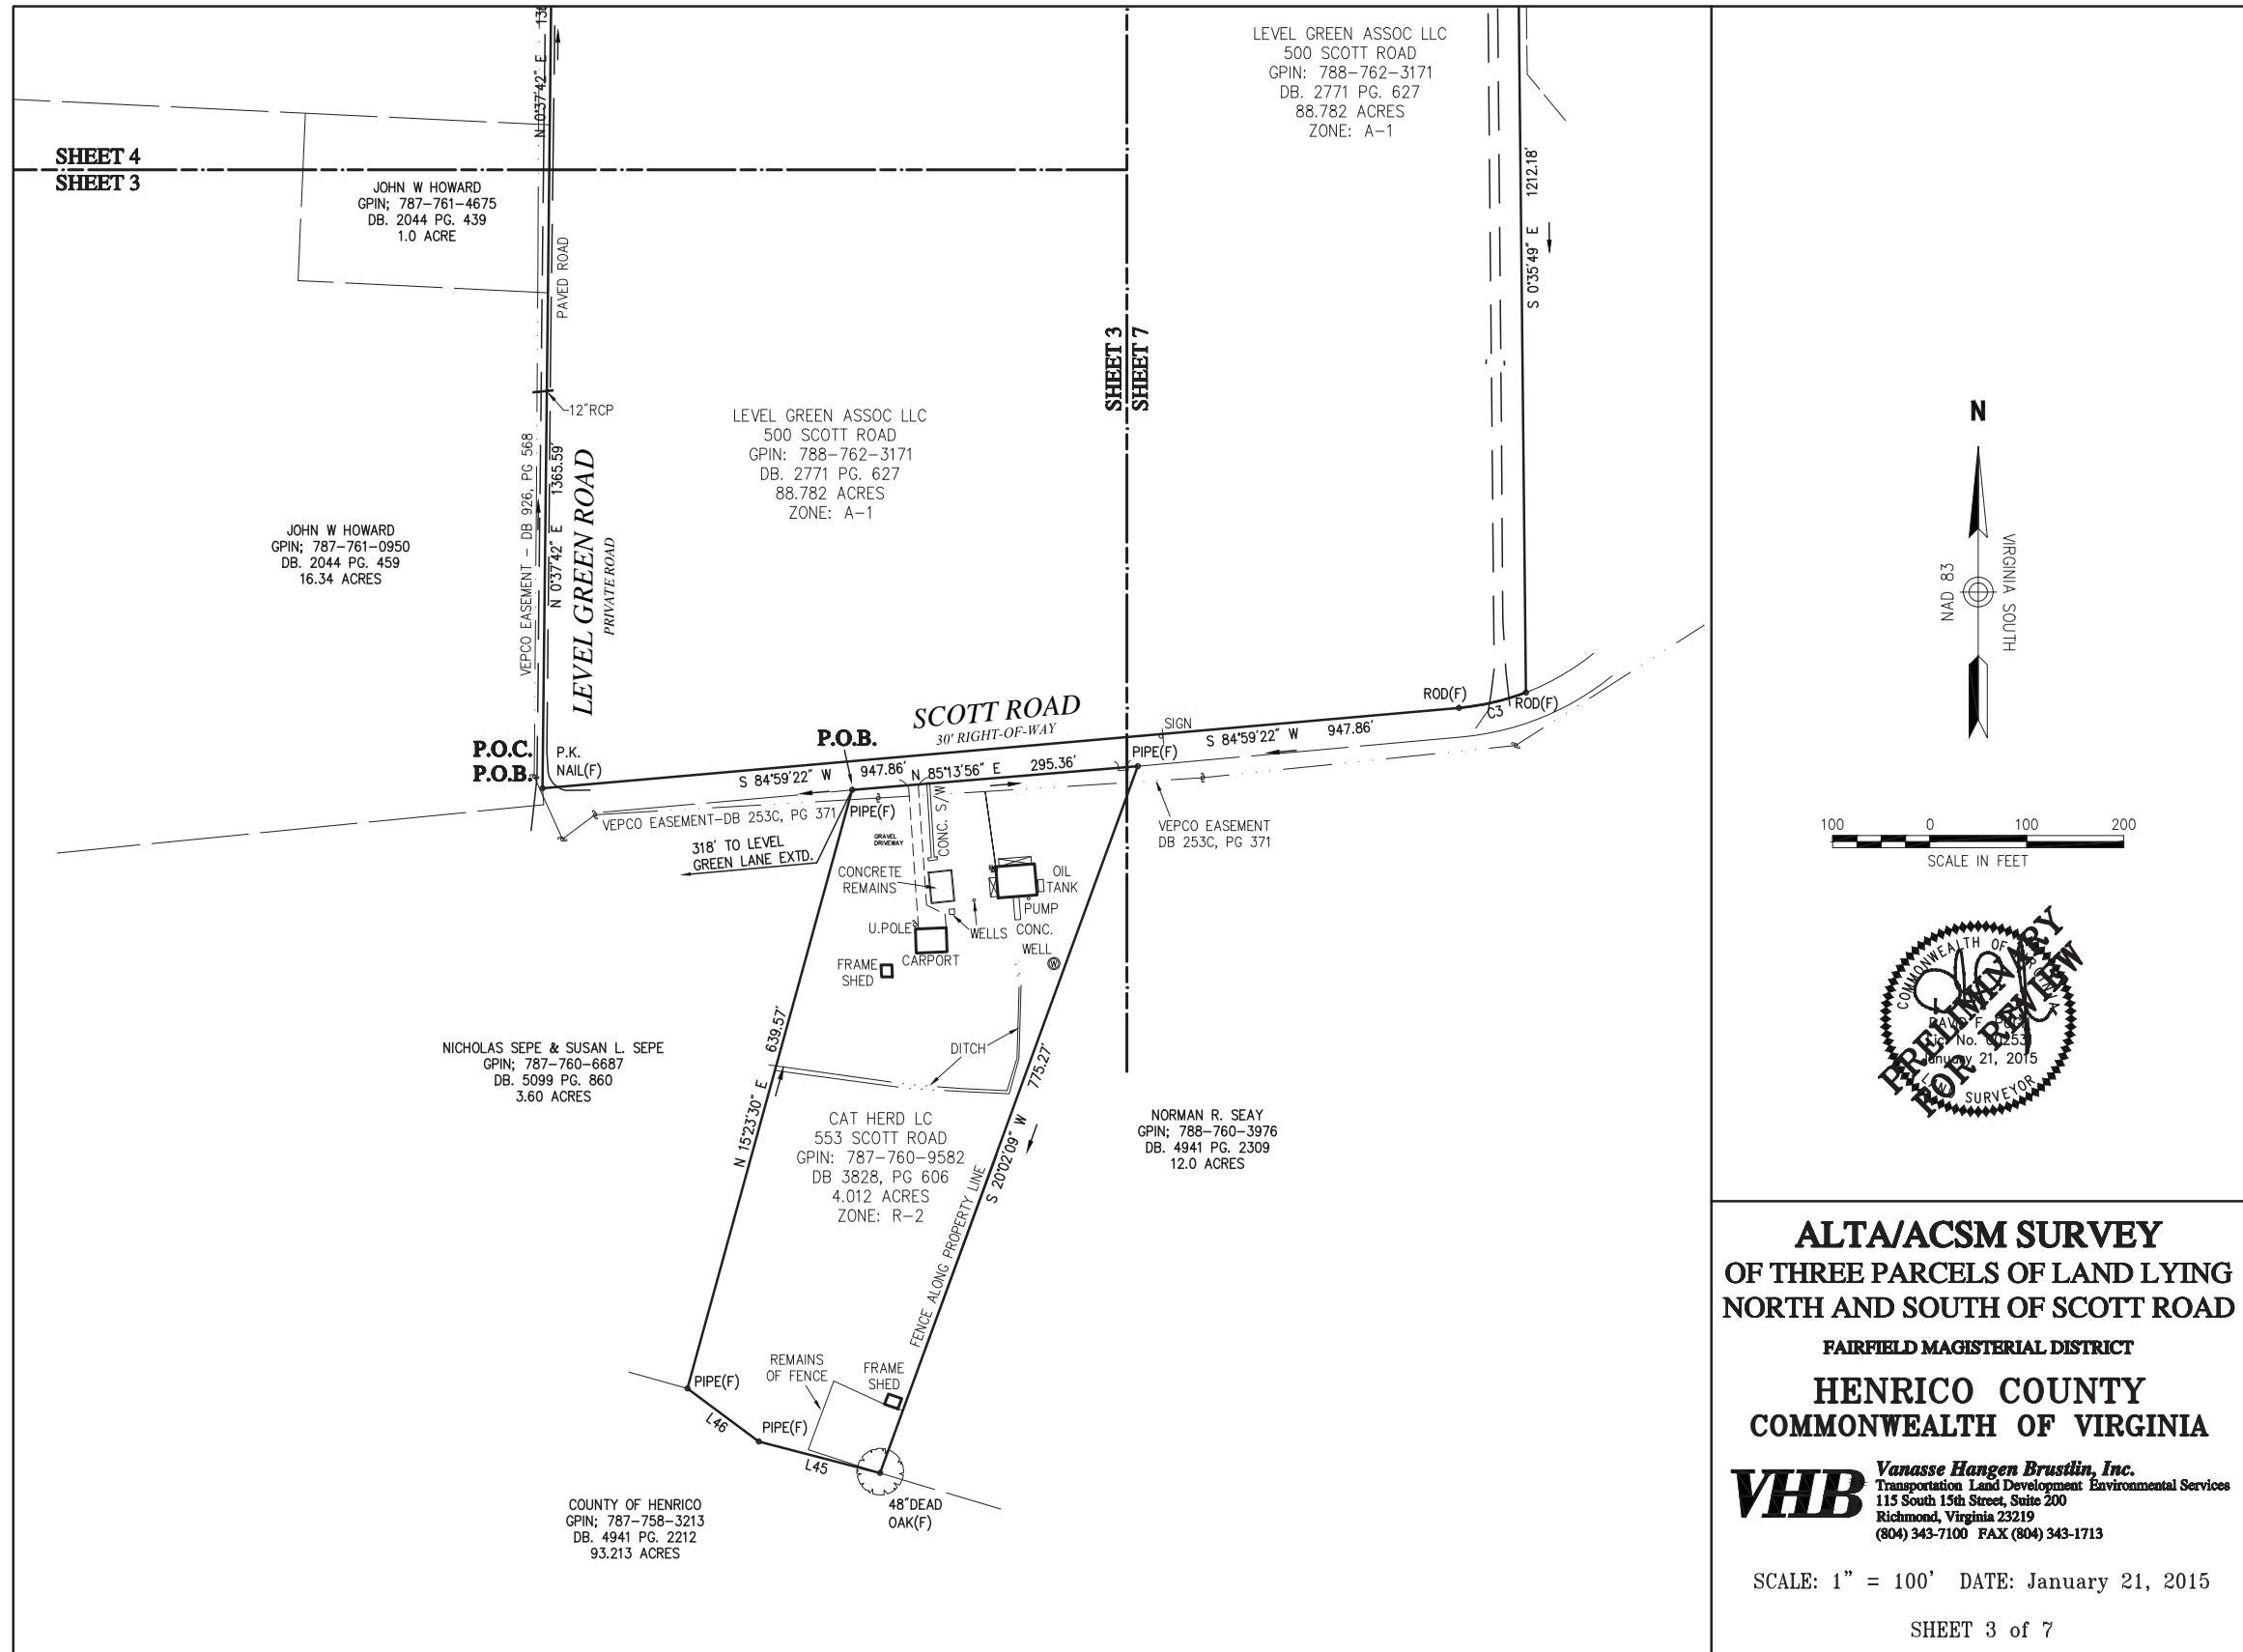 LEVEL GREEN ASSOC LLC
500 SCOTT ROAD
GPIN: 788-762-3171
DB. 2771 PG. 627
88.782 ACRES
ZONE: A-1
N 0°37'42" E
SHEET 4
SHEET 3
JOHN W HOWARD
GPIN; 787-761-4675
DB. 2044 PG. 439
1.0 ACRE
PAVED ROAD
S 0°35'49" E 1212.18'
SHEET 3
SHEET 7
12"RCP
LEVEL GREEN ASSOC LLC
500 SCOTT ROAD
GPIN: 788-762-3171
DB. 2771 PG. 627
88.782 ACRES
ZONE: A-1
N
NAD 83
VIRGINIA SOUTH
VEPCO EASEMENT - DB 926, PG 568
N 0°37'42" E 1365.59'
LEVEL GREEN ROAD
PRIVATE ROAD
JOHN W HOWARD
GPIN; 787-761-0950
DB. 2044 PG. 459
16.34 ACRES
P.O.C.
P.O.B.
P.K.
NAIL(F)
P.O.B.
SCOTT ROAD
30' RIGHT-OF-WAY
SIGN
ROD(F)
C3
ROD(F)
S 84°59'22" W 947.86'
PIPE(F)
S 84°59'22" W 947.86'
N 85°13'56" E 295.36'
VEPCO EASEMENT-DB 253C, PG 371
PIPE(F)
318' TO LEVEL
GREEN LANE EXTD.
GRAVEL
DRIVEWAY
CONC. S/W
VEPCO EASEMENT
DB 253C, PG 371
100 0 100 200
SCALE IN FEET
CONCRETE
REMAINS
OIL
TANK
PUMP
U.POLE
WELLS
CONC.
WELL
W
CARPORT
FRAME
SHED
COMMONWEALTH OF VIRGINIA
DAVID F.
Lic. No.
January 21, 2015
LAND SURVEYOR
PRELIMINARY
FOR REVIEW
639.57'
N 15°23'30" E
DITCH
775.27'
S 20°02'09" W
NICHOLAS SEPE & SUSAN L. SEPE
GPIN; 787-760-6687
DB. 5099 PG. 860
3.60 ACRES
CAT HERD LC
553 SCOTT ROAD
GPIN: 787-760-9582
DB 3828, PG 606
4.012 ACRES
ZONE: R-2
NORMAN R. SEAY
GPIN; 788-760-3976
DB. 4941 PG. 2309
12.0 ACRES
FENCE ALONG PROPERTY LINE
REMAINS
OF FENCE
FRAME
SHED
PIPE(F)
L46
PIPE(F)
L45
48"DEAD
OAK(F)
COUNTY OF HENRICO
GPIN; 787-758-3213
DB. 4941 PG. 2212
93.213 ACRES
ALTA/ACSM SURVEY
OF THREE PARCELS OF LAND LYING
NORTH AND SOUTH OF SCOTT ROAD
FAIRFIELD MAGISTERIAL DISTRICT
HENRICO COUNTY
COMMONWEALTH OF VIRGINIA
VHB
Vanasse Hangen Brustlin, Inc.
Transportation Land Development Environmental Services
115 South 15th Street, Suite 200
Richmond, Virginia 23219
(804) 343-7100 FAX (804) 343-1713
SCALE: 1" = 100' DATE: January 21, 2015
SHEET 3 of 7